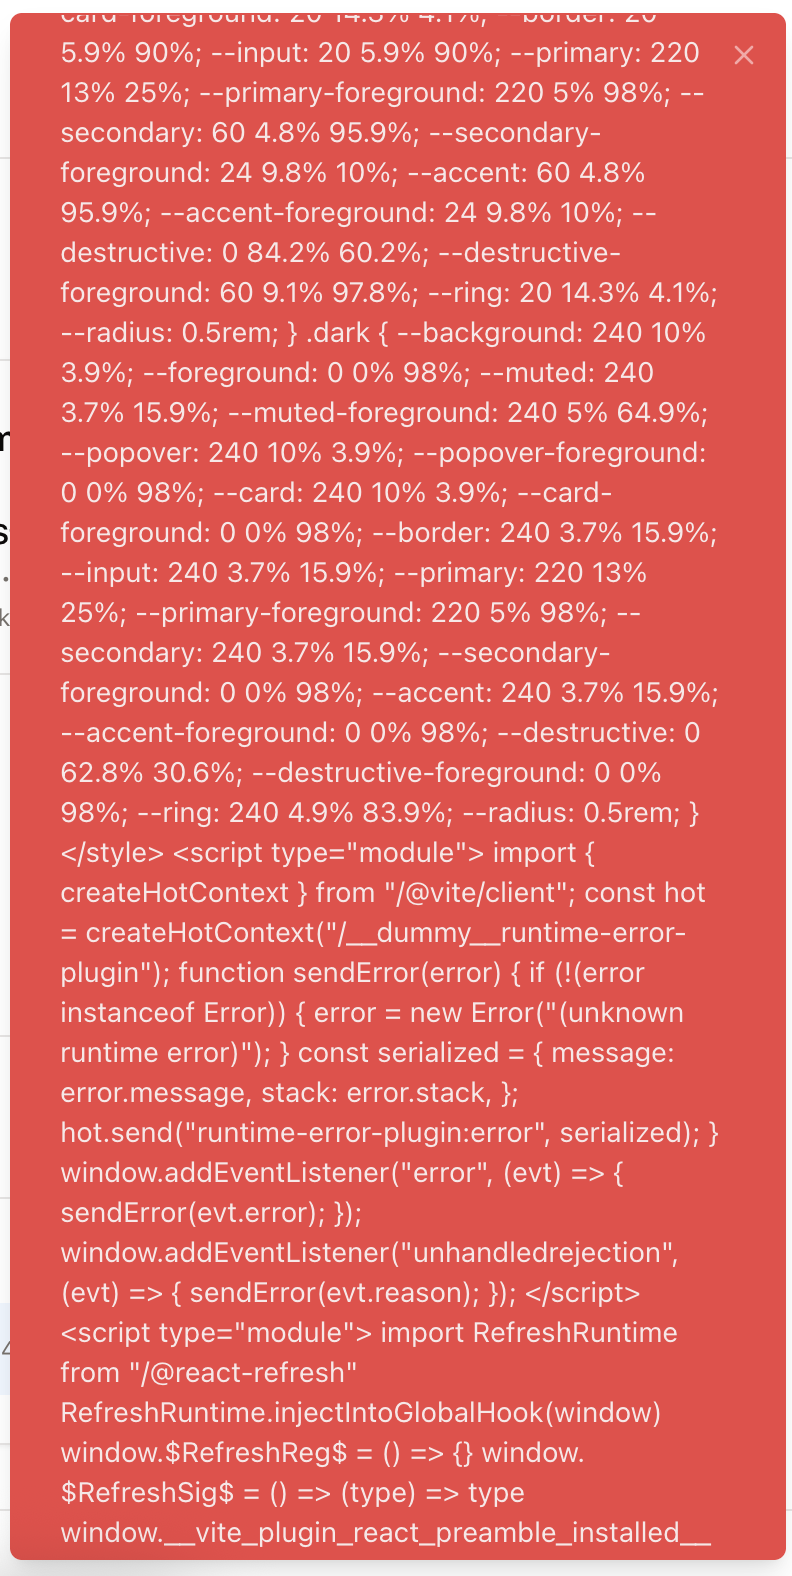 card-foreground: 20 14.3% 4.1%; --border: 20
5.9% 90%; --input: 20 5.9% 90%; --primary: 220
13% 25%; --primary-foreground: 220 5% 98%; --
secondary: 60 4.8% 95.9%; --secondary-
foreground: 24 9.8% 10%; --accent: 60 4.8%
95.9%; --accent-foreground: 24 9.8% 10%; --
destructive: 0 84.2% 60.2%; --destructive-
foreground: 60 9.1% 97.8%; --ring: 20 14.3% 4.1%;
--radius: 0.5rem; } .dark { --background: 240 10%
3.9%; --foreground: 0 0% 98%; --muted: 240
3.7% 15.9%; --muted-foreground: 240 5% 64.9%;
--popover: 240 10% 3.9%; --popover-foreground:
0 0% 98%; --card: 240 10% 3.9%; --card-
foreground: 0 0% 98%; --border: 240 3.7% 15.9%;
--input: 240 3.7% 15.9%; --primary: 220 13%
25%; --primary-foreground: 220 5% 98%; --
secondary: 240 3.7% 15.9%; --secondary-
foreground: 0 0% 98%; --accent: 240 3.7% 15.9%;
--accent-foreground: 0 0% 98%; --destructive: 0
62.8% 30.6%; --destructive-foreground: 0 0%
98%; --ring: 240 4.9% 83.9%; --radius: 0.5rem; }
</style> <script type="module"> import {
createHotContext } from "/@vite/client"; const hot
= createHotContext("/__dummy__runtime-error-
plugin"); function sendError(error) { if (!(error
instanceof Error)) { error = new Error("(unknown
runtime error)"); } const serialized = { message:
error.message, stack: error.stack, };
hot.send("runtime-error-plugin:error", serialized); }
window.addEventListener("error", (evt) => {
sendError(evt.error); });
window.addEventListener("unhandledrejection",
(evt) => { sendError(evt.reason); }); </script>
<script type="module"> import RefreshRuntime
from "/@react-refresh"
RefreshRuntime.injectIntoGlobalHook(window)
window.$RefreshReg$ = () => {} window.
$RefreshSig$ = () => (type) => type
window.__vite_plugin_react_preamble_installed__